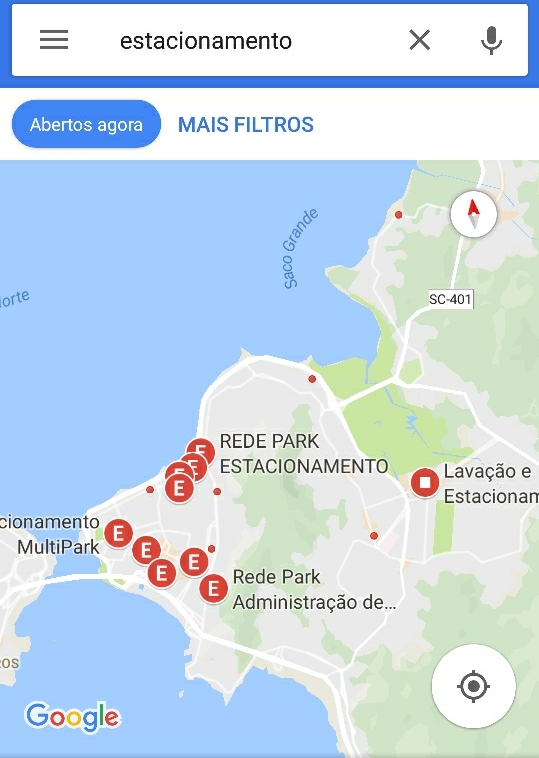 estacionamento
Abertos agora
MAIS FILTROS
Saco Grande
orte
SC-401
REDE PARK
ESTACIONAMENTO
E
E
E
E
Lavação e
Estacionam
cionamento
MultiPark
E
E
E
E
E
Rede Park
Administração de...
os
Google